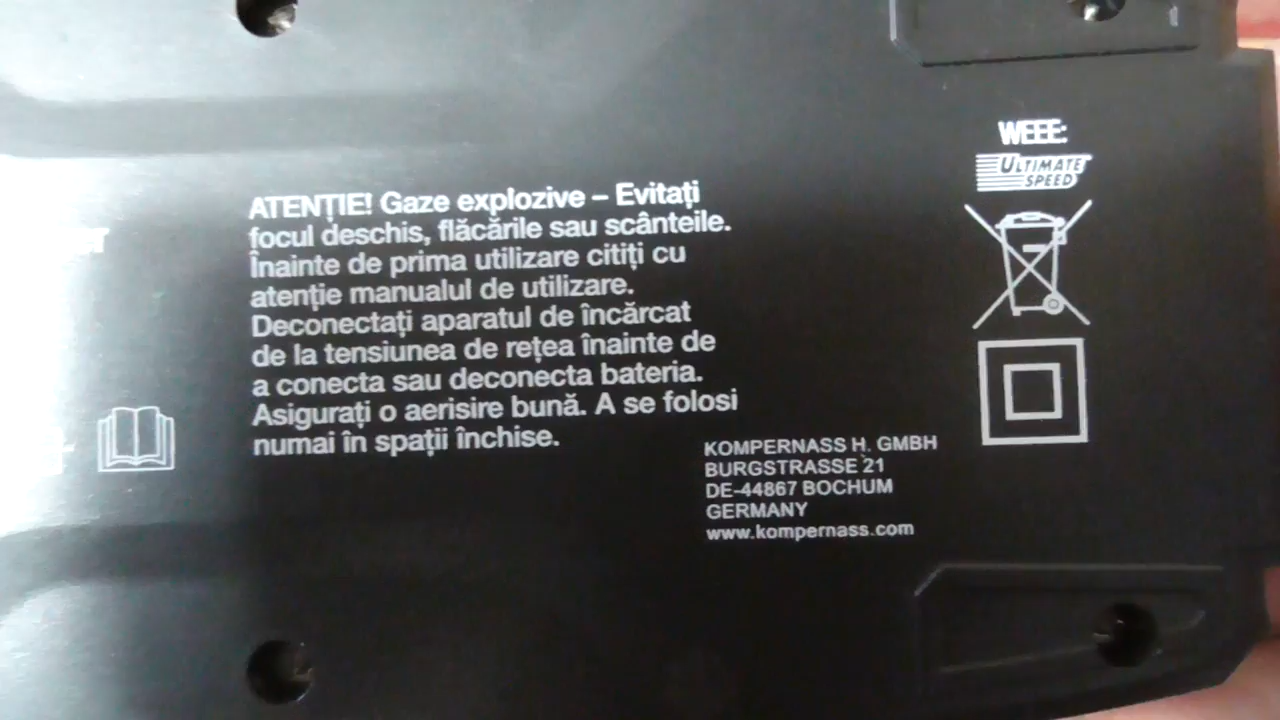 ATENȚIE! Gaze explozive – Evitați
focul deschis, flăcările sau scânteile.
Înainte de prima utilizare citiți cu
atenție manualul de utilizare.
Deconectați aparatul de încărcat
de la tensiunea de rețea înainte de
a conecta sau deconecta bateria.
Asigurați o aerisire bună. A se folosi
numai în spații închise.
KOMPERNASS H. GMBH
BURGSTRASSE 21
DE-44867 BOCHUM
GERMANY
www.kompernass.com
WEEE:
ULTIMATE
SPEED